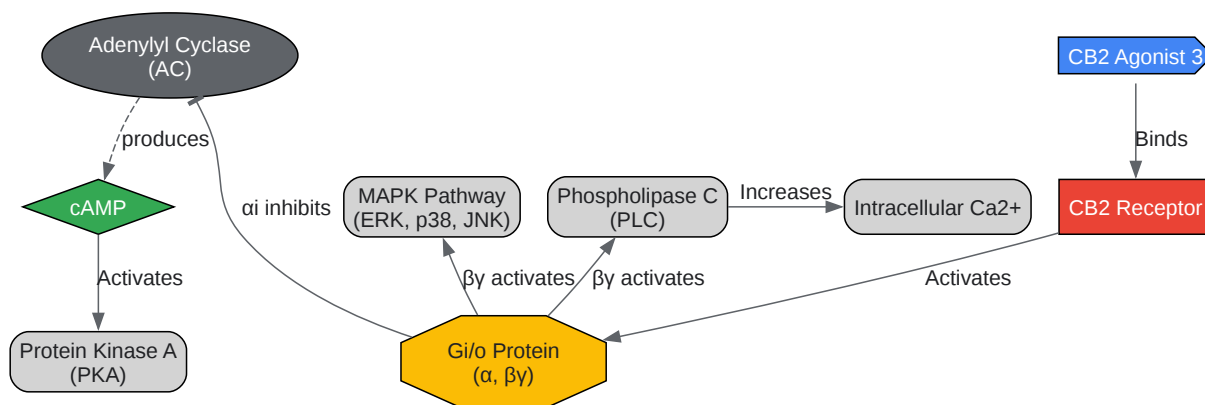 Adenylyl Cyclase
(AC)
CB2 Agonist 3
produces
Binds
cAMP
αi inhibits
MAPK Pathway
(ERK, p38, JNK)
Phospholipase C
(PLC)
Increases
Intracellular Ca2+
CB2 Receptor
Activates
βγ activates
βγ activates
Activates
Protein Kinase A
(PKA)
Gi/o Protein
(α, βγ)